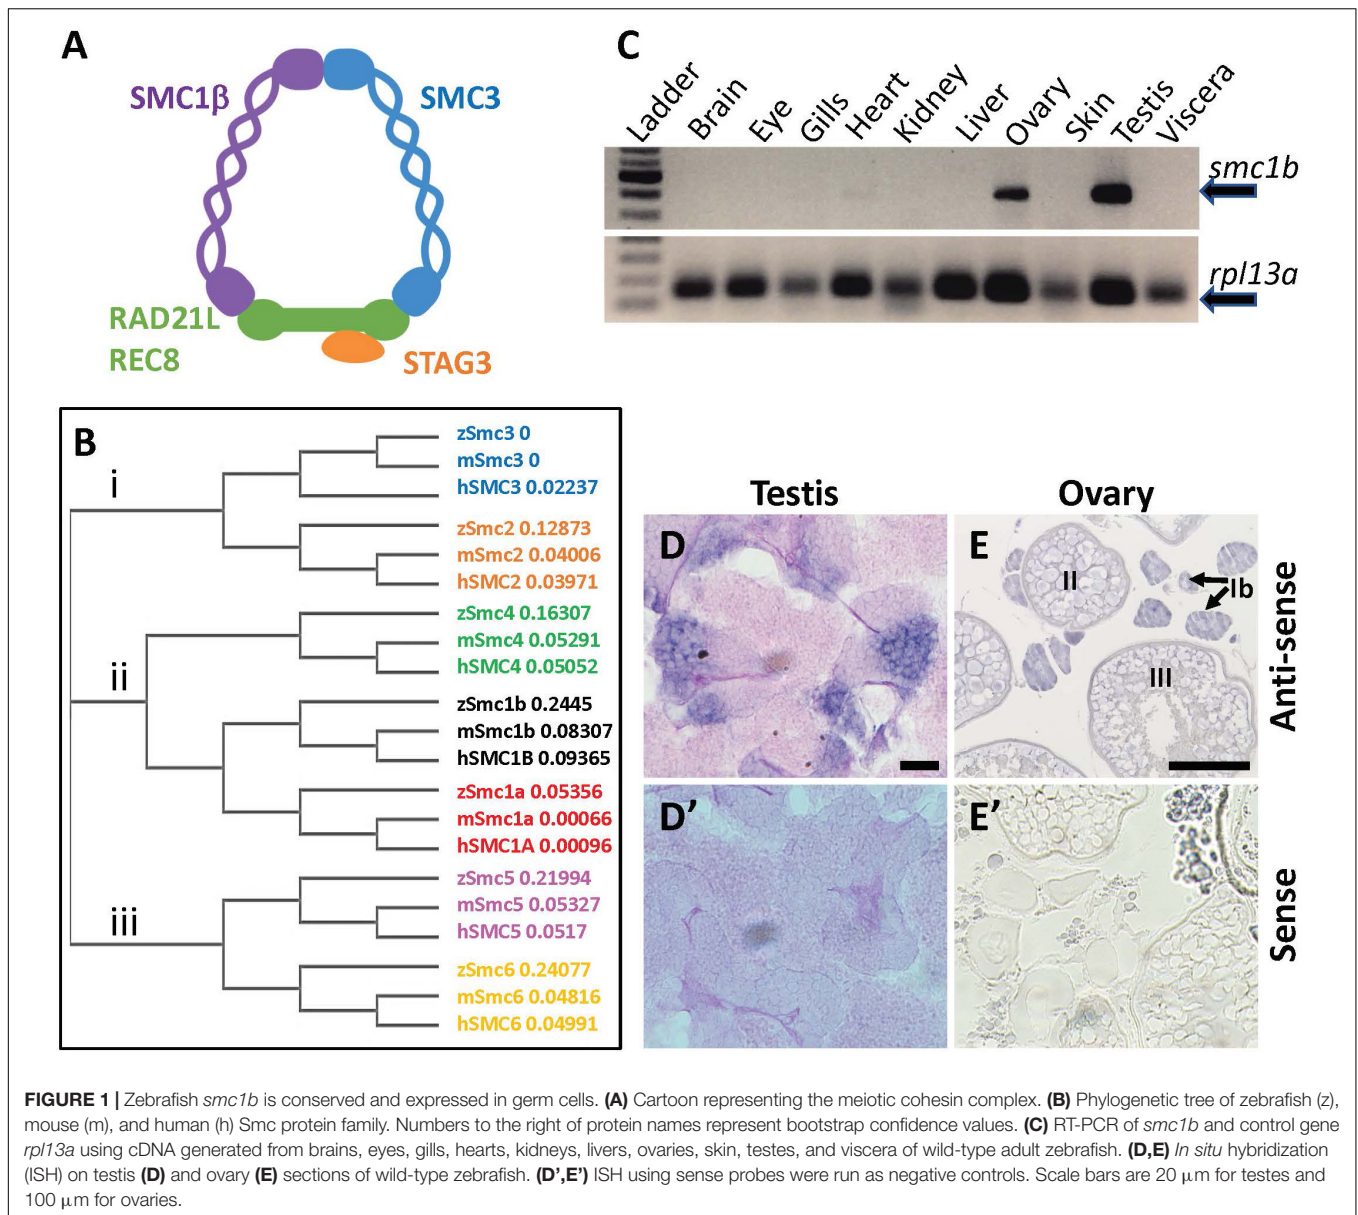 A
SMC1β
SMC3
RAD21L
REC8
STAG3
C
Ladder
Brain
Eye
Gills
Heart
Kidney
Liver
Ovary
Skin
Testis
Viscera
smc1b
rpl13a
B
i
ii
iii
zSmc3 0
mSmc3 0
hSMC3 0.02237
zSmc2 0.12873
mSmc2 0.04006
hSMC2 0.03971
zSmc4 0.16307
mSmc4 0.05291
hSMC4 0.05052
zSmc1b 0.2445
mSmc1b 0.08307
hSMC1B 0.09365
zSmc1a 0.05356
mSmc1a 0.00066
hSMC1A 0.00096
zSmc5 0.21994
mSmc5 0.05327
hSMC5 0.0517
zSmc6 0.24077
mSmc6 0.04816
hSMC6 0.04991
Testis
Ovary
D
E
II
Ib
III
Anti-sense
D’
E’
Sense
FIGURE 1 | Zebrafish smc1b is conserved and expressed in germ cells. (A) Cartoon representing the meiotic cohesin complex. (B) Phylogenetic tree of zebrafish (z),
mouse (m), and human (h) Smc protein family. Numbers to the right of protein names represent bootstrap confidence values. (C) RT-PCR of smc1b and control gene
rpl13a using cDNA generated from brains, eyes, gills, hearts, kidneys, livers, ovaries, skin, testes, and viscera of wild-type adult zebrafish. (D,E) In situ hybridization
(ISH) on testis (D) and ovary (E) sections of wild-type zebrafish. (D’,E’) ISH using sense probes were run as negative controls. Scale bars are 20 μm for testes and
100 μm for ovaries.